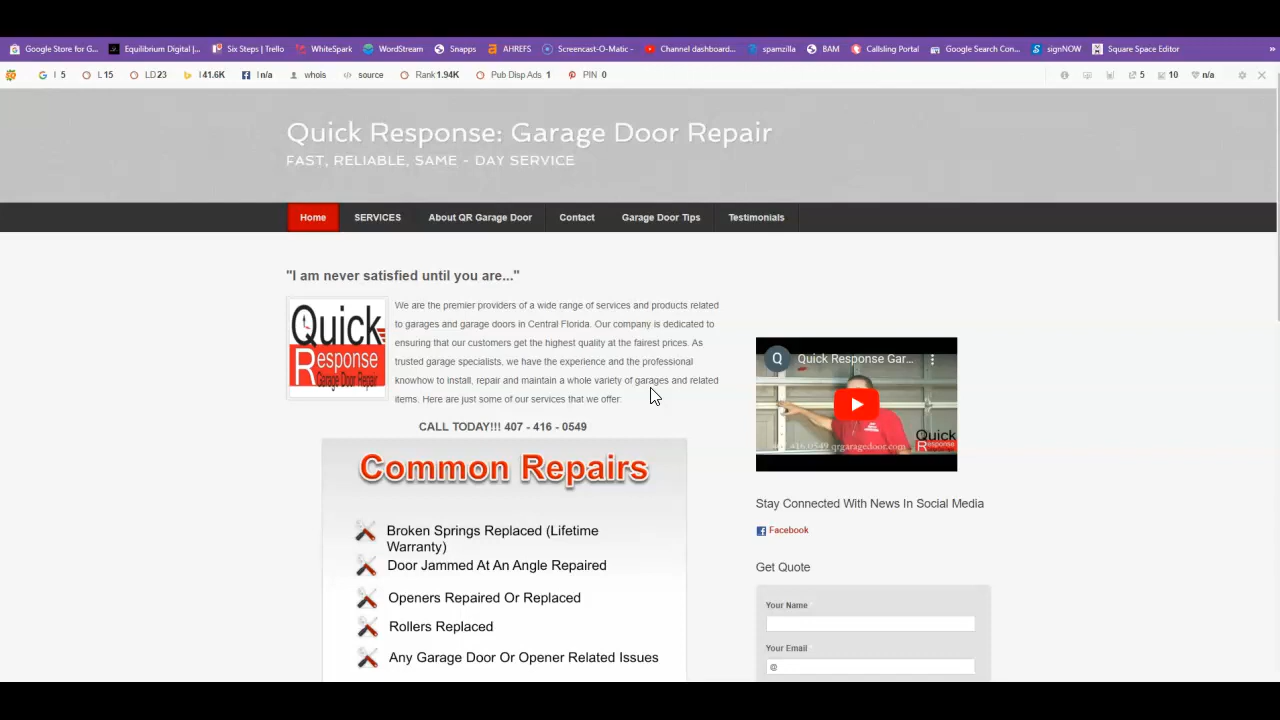 Google Store for G...
Equilibrium Digital |...
Six Steps | Trello
WhiteSpark
WordStream
Snapps
AHREFS
Screencast-O-Matic -
Channel dashboard...
spamzilla
BAM
Callsling Portal
Google Search Con...
signNOW
Square Space Editor
»
I 5
L 15
LD 23
I 41.6K
I n/a
whois
source
Rank 1.94K
Pub Disp Ads 1
PIN 0
5
10
n/a
Quick Response: Garage Door Repair
FAST, RELIABLE, SAME - DAY SERVICE
Home
SERVICES
About QR Garage Door
Contact
Garage Door Tips
Testimonials
"I am never satisfied until you are..."
Quick
Response
Garage Door Repair
We are the premier providers of a wide range of services and products related
to garages and garage doors in Central Florida. Our company is dedicated to
ensuring that our customers get the highest quality at the fairest prices. As
trusted garage specialists, we have the experience and the professional
knowhow to install, repair and maintain a whole variety of garages and related
items. Here are just some of our services that we offer:
CALL TODAY!!! 407 - 416 - 0549
Common Repairs
Broken Springs Replaced (Lifetime
Warranty)
Door Jammed At An Angle Repaired
Openers Repaired Or Replaced
Rollers Replaced
Any Garage Door Or Opener Related Issues
Q
Quick Response Gar...
416 0549 qrgaragedoor.com
Quick
Response
Stay Connected With News In Social Media
Facebook
Get Quote
Your Name
Your Email
@